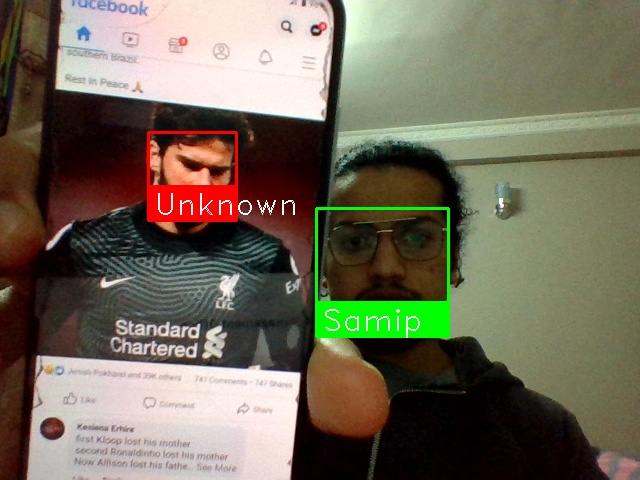 facebook
southern Brazil.
Rest In Peace 🙏
Unknown
Samip
LFC
Exp
Standard
Chartered
Jenish Pokharel and 39K others 741 Comments • 747 Shares
Like Comment Share
Kesiena Erhire
first Kloop lost his mother
second Ronaldinho lost his mother
Now Allison lost his fathe... See More